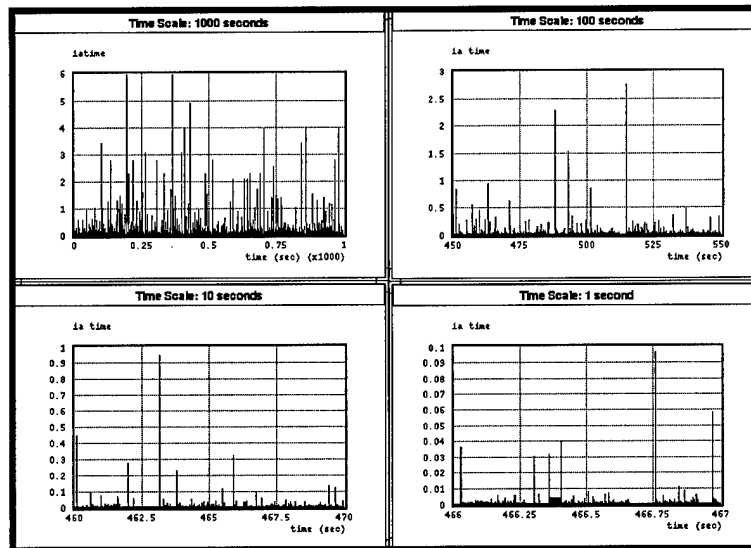 Time Scale: 1000 seconds
iatime
6
5
4
3
2
1
0
0 0.25 0.5 0.75 1
time (sec) (x1000)
Time Scale: 100 seconds
ia time
3
2.5
2
1.5
1
0.5
0
450 475 500 525 550
time (sec)
Time Scale: 10 seconds
ia time
1
0.9
0.8
0.7
0.6
0.5
0.4
0.3
0.2
0.1
0
460 462.5 465 467.5 470
time (sec)
Time Scale: 1 second
ia time
0.1
0.09
0.08
0.07
0.06
0.05
0.04
0.03
0.02
0.01
0
466 466.25 466.5 466.75 467
time (sec)